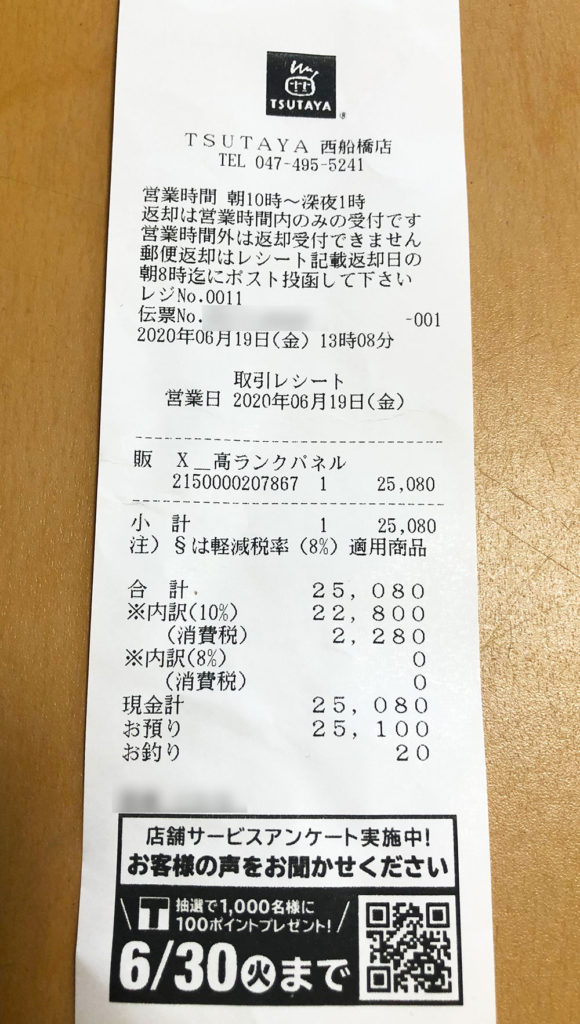 TSUTAYA®
TSUTAYA 西船橋店
TEL 047-495-5241
営業時間 朝10時〜深夜1時
返却は営業時間内のみの受付です
営業時間外は返却受付できません
郵便返却はレシート記載返却日の
朝8時迄にポスト投函して下さい
レジNo.0011
伝票No. -001
2020年06月19日(金) 13時08分
取引レシート
営業日 2020年06月19日(金)
販 X_高ランクパネル
2150000207867 1 25,080
小 計 1 25,080
注) §は軽減税率(8%)適用商品
合 計 25,080
※内訳(10%) 22,800
(消費税) 2,280
※内訳(8%) 0
(消費税) 0
現金計 25,080
お預り 25,100
お釣り 20
店舗サービスアンケート実施中!
お客様の声をお聞かせください
T 抽選で1,000名様に
100ポイントプレゼント!
6/30火まで